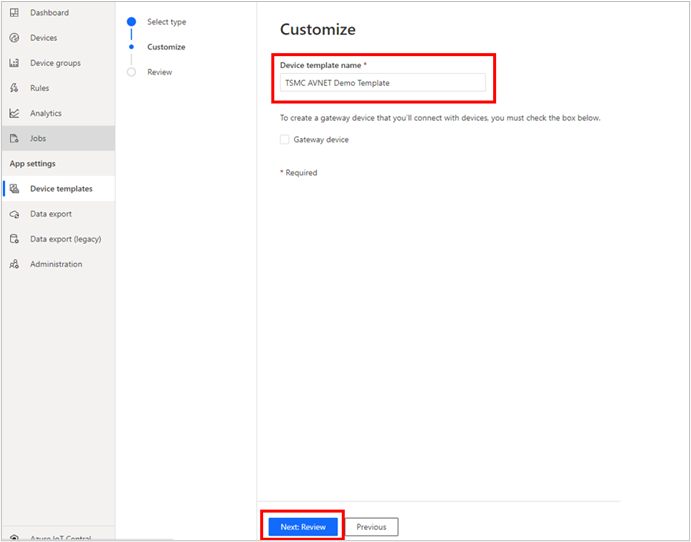 Dashboard
Devices
Device groups
Rules
Analytics
Jobs
App settings
Device templates
Data export
Data export (legacy)
Administration
Azure IoT Central
Select type
Customize
Review
Customize
Device template name *
TSMC AVNET Demo Template
To create a gateway device that you'll connect with devices, you must check the box below.
Gateway device
* Required
Next: Review
Previous